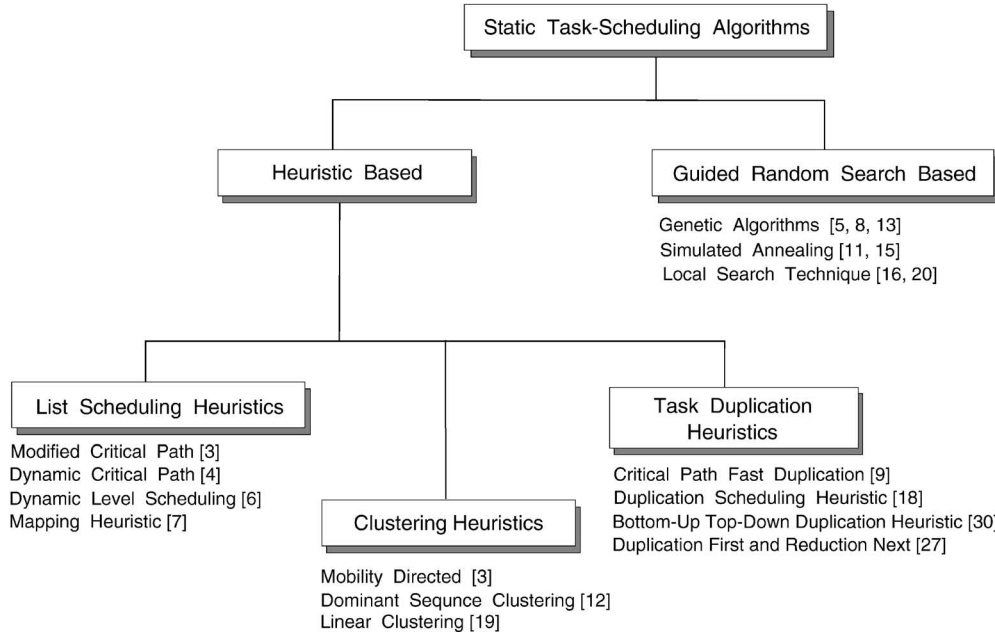 Static Task-Scheduling Algorithms
Heuristic Based
Guided Random Search Based
Genetic Algorithms [5, 8, 13]
Simulated Annealing [11, 15]
Local Search Technique [16, 20]
List Scheduling Heuristics
Modified Critical Path [3]
Dynamic Critical Path [4]
Dynamic Level Scheduling [6]
Mapping Heuristic [7]
Clustering Heuristics
Mobility Directed [3]
Dominant Sequnce Clustering [12]
Linear Clustering [19]
Task Duplication
Heuristics
Critical Path Fast Duplication [9]
Duplication Scheduling Heuristic [18]
Bottom-Up Top-Down Duplication Heuristic [30]
Duplication First and Reduction Next [27]